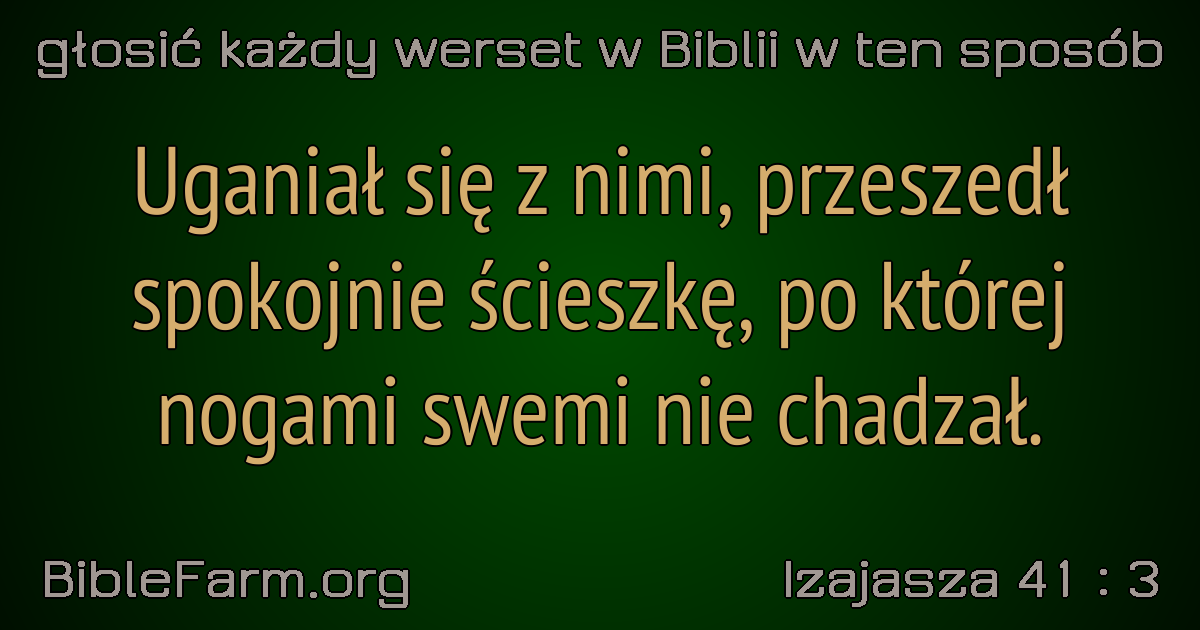 głosić każdy werset w Biblii w ten sposób
Uganiał się z nimi, przeszedł
spokojnie ścieszkę, po której
nogami swemi nie chadzał.
BibleFarm.org
Izajasza 41 : 3